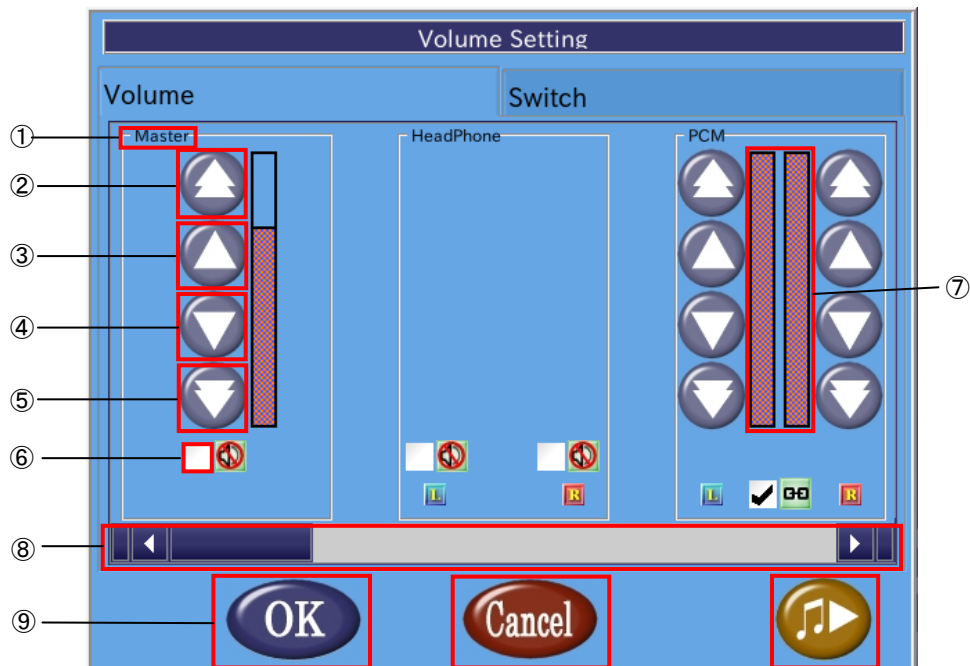 Volume Setting
Volume Switch
① Master HeadPhone PCM
②
③
④
⑤
⑥
⑦
L R L R
⑧
⑨ OK Cancel